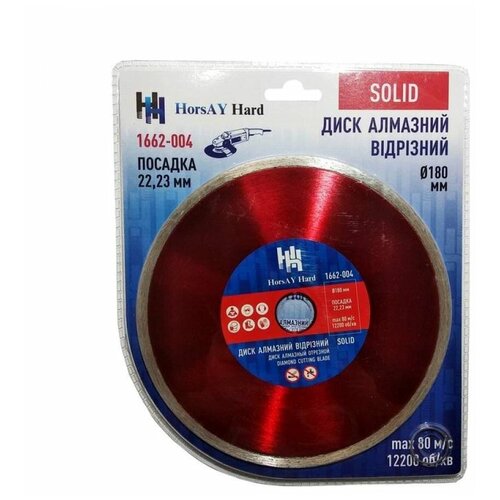 HorsAY Hard
1662-004
ПОСАДКА
22,23 мм
SOLID
ДИСК АЛМАЗНИЙ
ВІДРІЗНИЙ
Ø180
мм
HorsAY Hard
1662-004
Ø180 мм
ПОСАДКА
22,23 мм
max 80 м/с
12200 об/хв
АЛМАЗНИЙ
ДИСК АЛМАЗНИЙ ВІДРІЗНИЙ SOLID
ДИСК АЛМАЗНЫЙ ОТРЕЗНОЙ
DIAMOND CUTTING BLADE
max 80 м/с
12200 об/хв